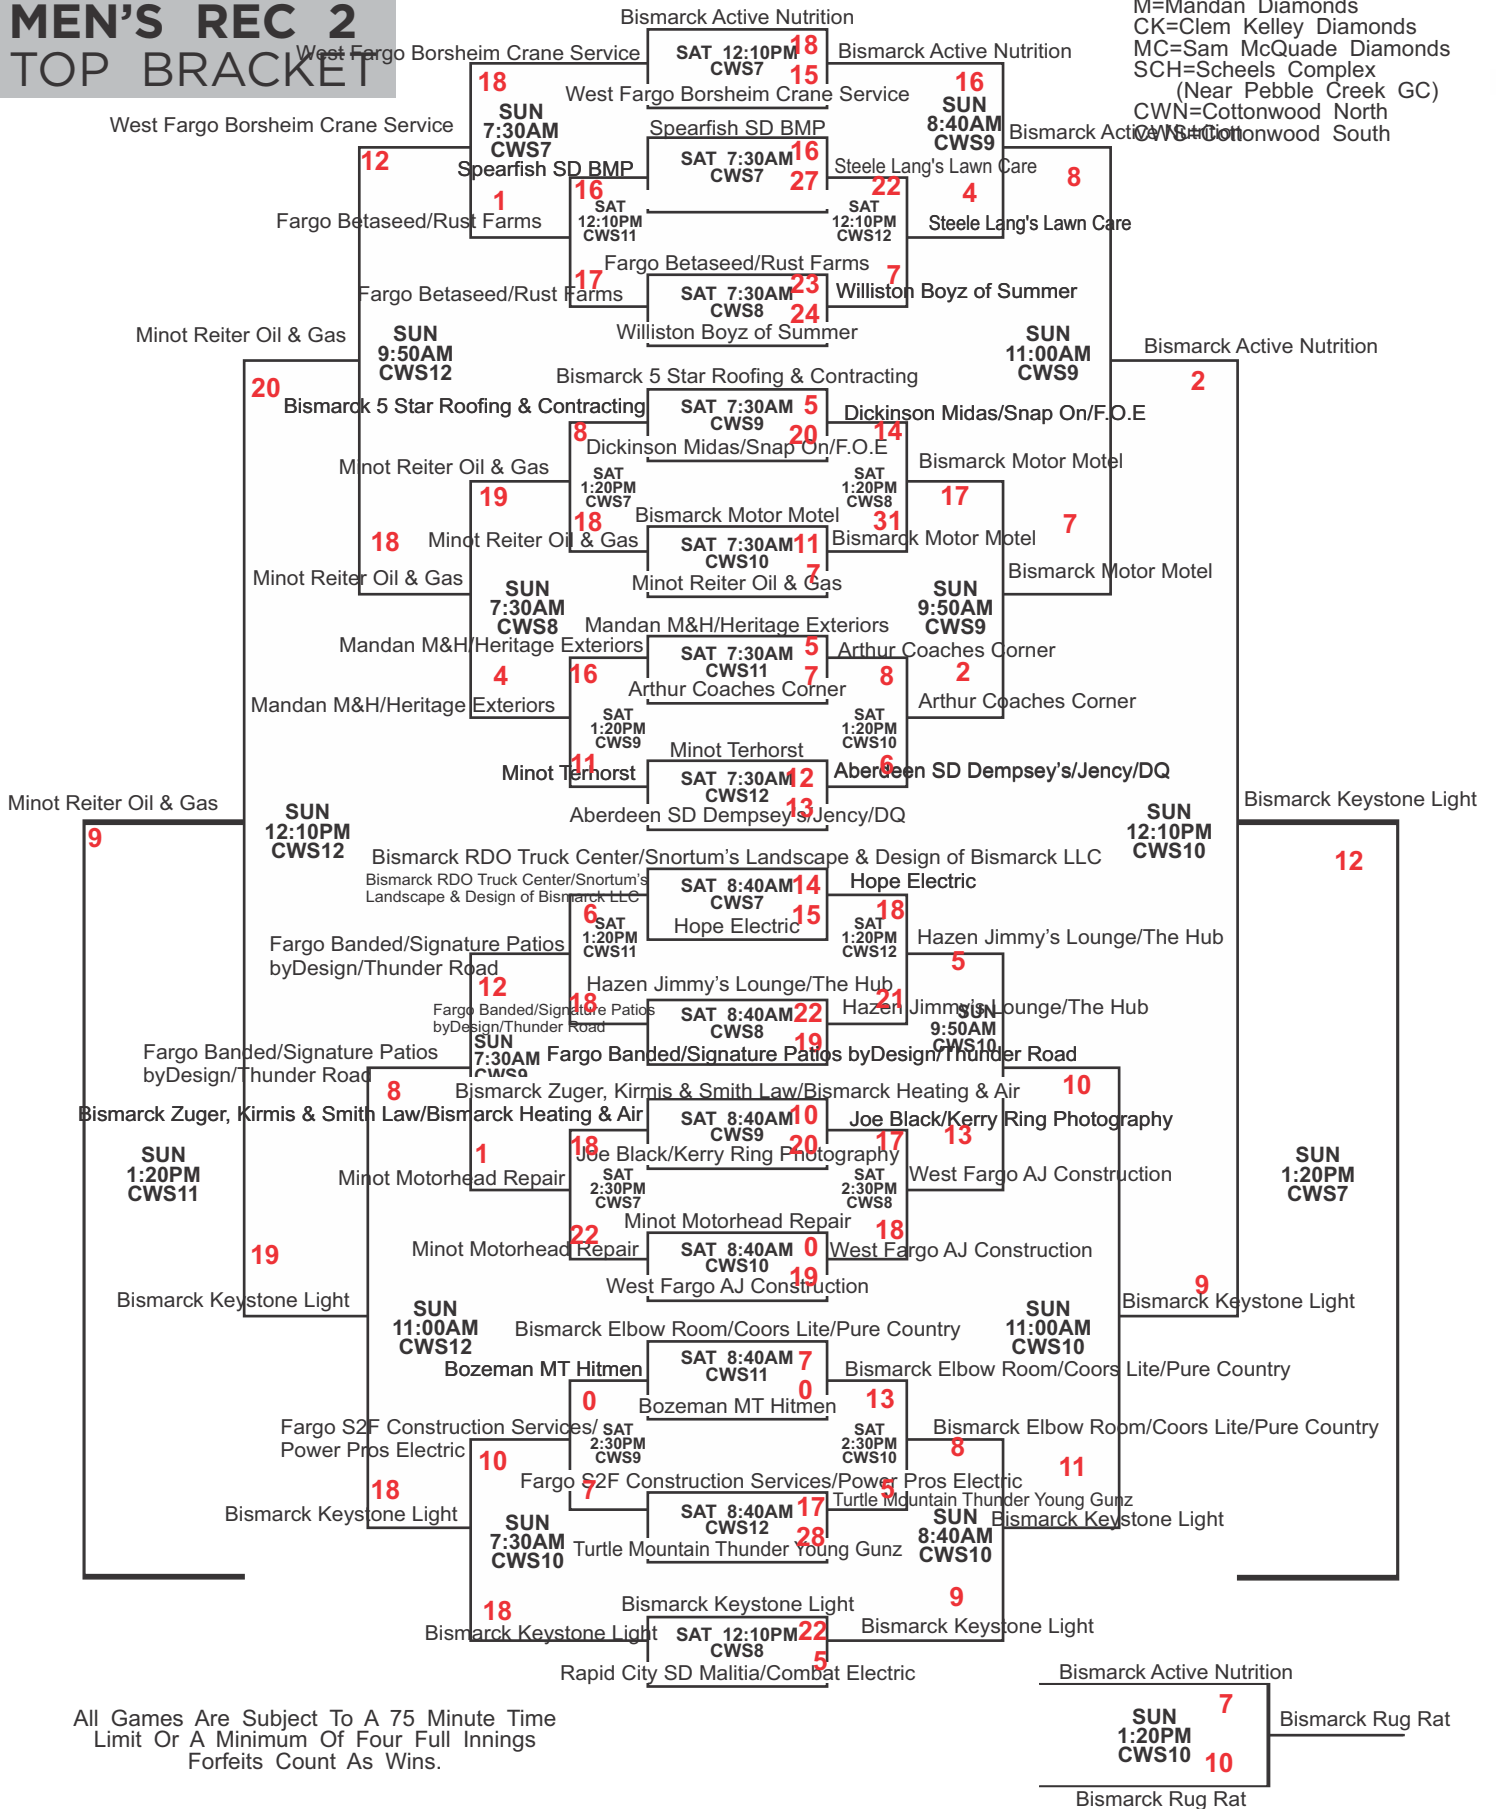 MEN'S REC 2
TOP BRACKET
M=Mandan Diamonds
CK=Clem Kelley Diamonds
MC=Sam McQuade Diamonds
SCH=Scheels Complex
(Near Pebble Creek GC)
CWN=Cottonwood North
CWS=Cottonwood South
Bismarck Active Nutrition
West Fargo Borsheim Crane Service
SAT 12:10PM 18
CWS7
15
Bismarck Active Nutrition
18
16
West Fargo Borsheim Crane Service
SUN
7:30AM
CWS7
SUN
8:40AM
CWS9
West Fargo Borsheim Crane Service
Spearfish SD BMP
Bismarck Active Nutrition
12
SAT 7:30AM 16
CWS7
27
Spearfish SD BMP
Steele Lang's Lawn Care
8
1
16
22
4
SAT
12:10PM
CWS11
SAT
12:10PM
CWS12
Fargo Betaseed/Rust Farms
Steele Lang's Lawn Care
Fargo Betaseed/Rust Farms
17
7
Fargo Betaseed/Rust Farms
SAT 7:30AM 23
CWS8
24
Williston Boyz of Summer
Williston Boyz of Summer
Minot Reiter Oil & Gas
SUN
9:50AM
CWS12
SUN
11:00AM
CWS9
Bismarck Active Nutrition
20
2
Bismarck 5 Star Roofing & Contracting
Bismarck 5 Star Roofing & Contracting
SAT 7:30AM 5
CWS9
20
Dickinson Midas/Snap On/F.O.E
8
14
Dickinson Midas/Snap On/F.O.E
Minot Reiter Oil & Gas
Bismarck Motor Motel
19
SAT
1:20PM
CWS7
SAT
1:20PM
CWS8
17
18
Bismarck Motor Motel
31
7
18
Minot Reiter Oil & Gas
SAT 7:30AM 11
CWS10
7
Bismarck Motor Motel
Minot Reiter Oil & Gas
Minot Reiter Oil & Gas
Bismarck Motor Motel
SUN
7:30AM
CWS8
SUN
9:50AM
CWS9
Mandan M&H/Heritage Exteriors
Mandan M&H/Heritage Exteriors
SAT 7:30AM 5
CWS11
7
Arthur Coaches Corner
4
16
8
2
Arthur Coaches Corner
Mandan M&H/Heritage Exteriors
Arthur Coaches Corner
SAT
1:20PM
CWS9
SAT
1:20PM
CWS10
Minot Terhorst
11
6
Minot Terhorst
SAT 7:30AM 12
CWS12
13
Aberdeen SD Dempsey's/Jency/DQ
Aberdeen SD Dempsey's/Jency/DQ
Minot Reiter Oil & Gas
9
SUN
12:10PM
CWS12
SUN
12:10PM
CWS10
Bismarck Keystone Light
12
Bismarck RDO Truck Center/Snortum's Landscape & Design of Bismarck LLC
Bismarck RDO Truck Center/Snortum's
Landscape & Design of Bismarck LLC
SAT 8:40AM 14
CWS7
15
Hope Electric
6
18
Hope Electric
SAT
1:20PM
CWS11
SAT
1:20PM
CWS12
Fargo Banded/Signature Patios
byDesign/Thunder Road
Hazen Jimmy's Lounge/The Hub
12
5
Hazen Jimmy's Lounge/The Hub
18
21
Fargo Banded/Signature Patios
byDesign/Thunder Road
SAT 8:40AM 22
CWS8
19
Hazen Jimmy's Lounge/The Hub
SUN
7:30AM
CWS9
SUN
9:50AM
CWS10
Fargo Banded/Signature Patios
byDesign/Thunder Road
Fargo Banded/Signature Patios byDesign/Thunder Road
8
10
Bismarck Zuger, Kirmis & Smith Law/Bismarck Heating & Air
Bismarck Zuger, Kirmis & Smith Law/Bismarck Heating & Air
SAT 8:40AM 10
CWS9
20
Joe Black/Kerry Ring Photography
1
18
17
13
Joe Black/Kerry Ring Photography
SAT
2:30PM
CWS7
SAT
2:30PM
CWS8
Minot Motorhead Repair
West Fargo AJ Construction
SUN
1:20PM
CWS11
SUN
1:20PM
CWS7
Minot Motorhead Repair
22
18
Minot Motorhead Repair
SAT 8:40AM 0
CWS10
19
West Fargo AJ Construction
West Fargo AJ Construction
19
9
Bismarck Keystone Light
SUN
11:00AM
CWS12
SUN
11:00AM
CWS10
Bismarck Keystone Light
Bismarck Elbow Room/Coors Lite/Pure Country
Bozeman MT Hitmen
SAT 8:40AM 7
CWS11
0
Bismarck Elbow Room/Coors Lite/Pure Country
0
13
Bozeman MT Hitmen
Fargo S2F Construction Services/
Power Pros Electric
SAT
2:30PM
CWS9
SAT
2:30PM
CWS10
Bismarck Elbow Room/Coors Lite/Pure Country
10
8
11
18
Fargo S2F Construction Services/Power Pros Electric
7
5
SAT 8:40AM 17
CWS12
28
Turtle Mountain Thunder Young Gunz
Bismarck Keystone Light
Bismarck Keystone Light
SUN
7:30AM
CWS10
SUN
8:40AM
CWS10
Turtle Mountain Thunder Young Gunz
18
9
Bismarck Keystone Light
Bismarck Keystone Light
SAT 12:10PM 22
CWS8
5
Bismarck Keystone Light
Rapid City SD Malitia/Combat Electric
Bismarck Active Nutrition
7
SUN
1:20PM
CWS10
10
Bismarck Rug Rat
Bismarck Rug Rat
All Games Are Subject To A 75 Minute Time
Limit Or A Minimum Of Four Full Innings
Forfeits Count As Wins.